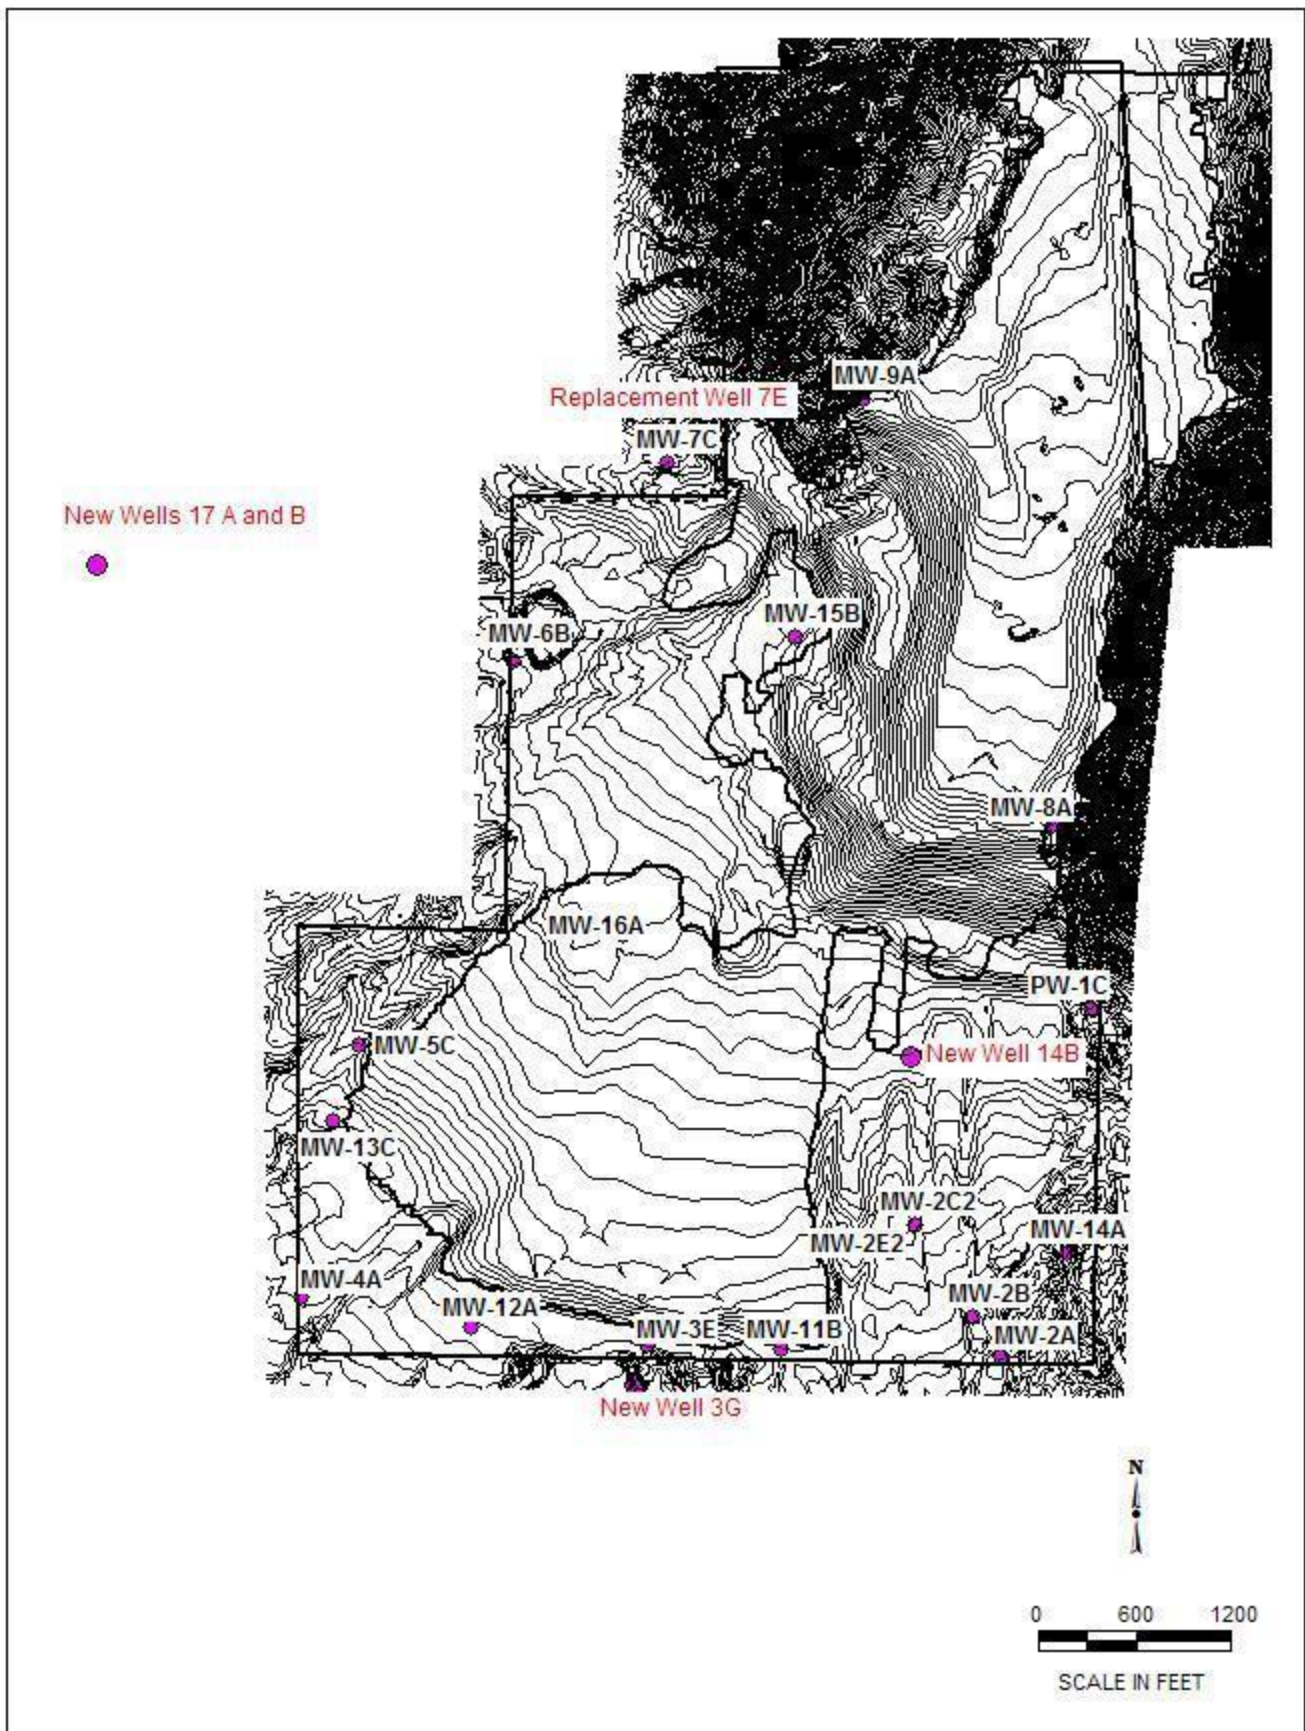 MW-9A
Replacement Well 7E
MW-7C
New Wells 17 A and B
MW-15B
MW-6B
MW-8A
MW-16A
PW-1C
MW-5C
New Well 14B
MW-13C
MW-2C2
MW-14A
MW-2E2
MW-4A
MW-2B
MW-12A
MW-3E
MW-11B
MW-2A
New Well 3G
N
0 600 1200
SCALE IN FEET